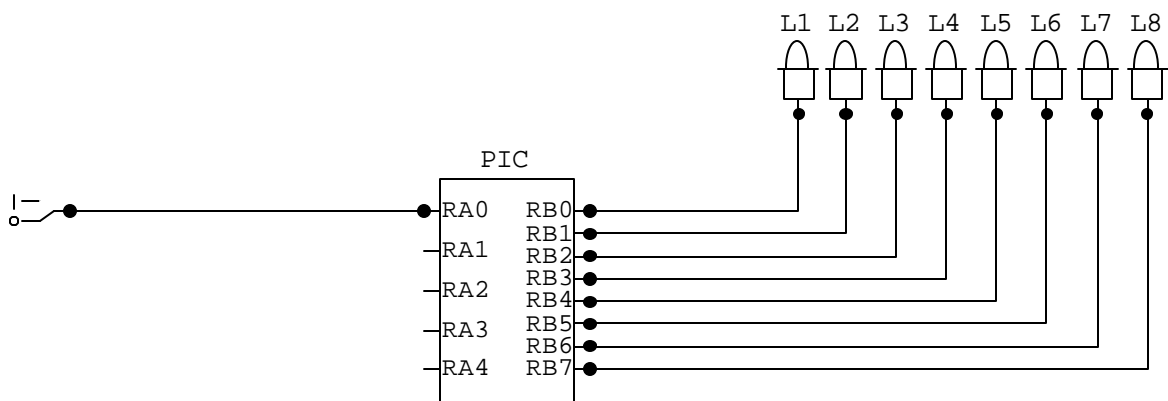 L1 L2 L3 L4 L5 L6 L7 L8
PIC
RA0 RB0
RB1
RA1
RB2
RB3
RA2
RB4
RB5
RA3
RB6
RA4 RB7